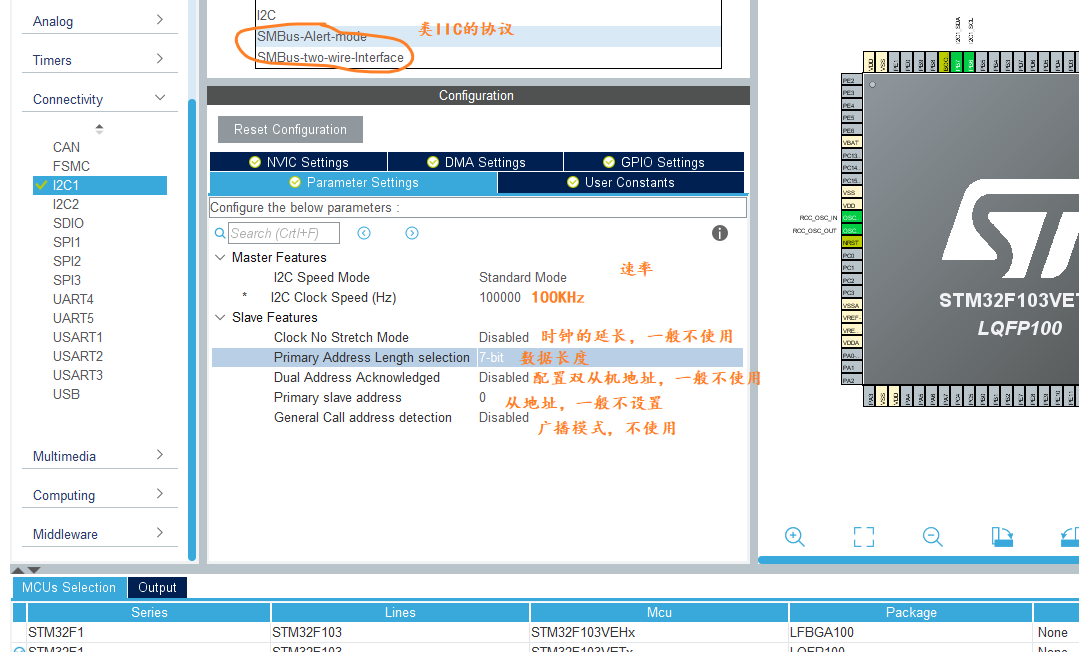 Analog
Timers
Connectivity
CAN
FSMC
I2C1
I2C2
SDIO
SPI1
SPI2
SPI3
UART4
UART5
USART1
USART2
USART3
USB
Multimedia
Computing
Middleware
I2C
SMBus-Alert-mode
SMBus-two-wire-Interface
类IIC的协议
Configuration
Reset Configuration
NVIC Settings DMA Settings GPIO Settings
Parameter Settings User Constants
Configure the below parameters :
Search (Crtl+F)
Master Features
I2C Speed Mode Standard Mode 速率
* I2C Clock Speed (Hz) 100000 100KHz
Slave Features
Clock No Stretch Mode Disabled 时钟的延长，一般不使用
Primary Address Length selection 7-bit 数据长度
Dual Address Acknowledged Disabled 配置双从机地址，一般不使用
Primary slave address 0 从地址，一般不设置
General Call address detection Disabled 广播模式，不使用
I2C1_SDA
I2C1_SCL
VDD
VSS
PE2
PE3
PE4
PE5
PE6
VBAT
PC13
PC14
PC15
VSS
VDD
RCC_OSC_IN OSC
RCC_OSC_OUT OSC
NRST
PC0
PC1
PC2
PC3
VSSA
VREF-
VRE
VDDA
PA0
PA1
PA2
STM32F103VET
LQFP100
MCUs Selection Output
Series Lines Mcu Package
STM32F1 STM32F103 STM32F103VEHx LFBGA100 None
STM32F1 STM32F103 STM32F103VETx LQFP100 None